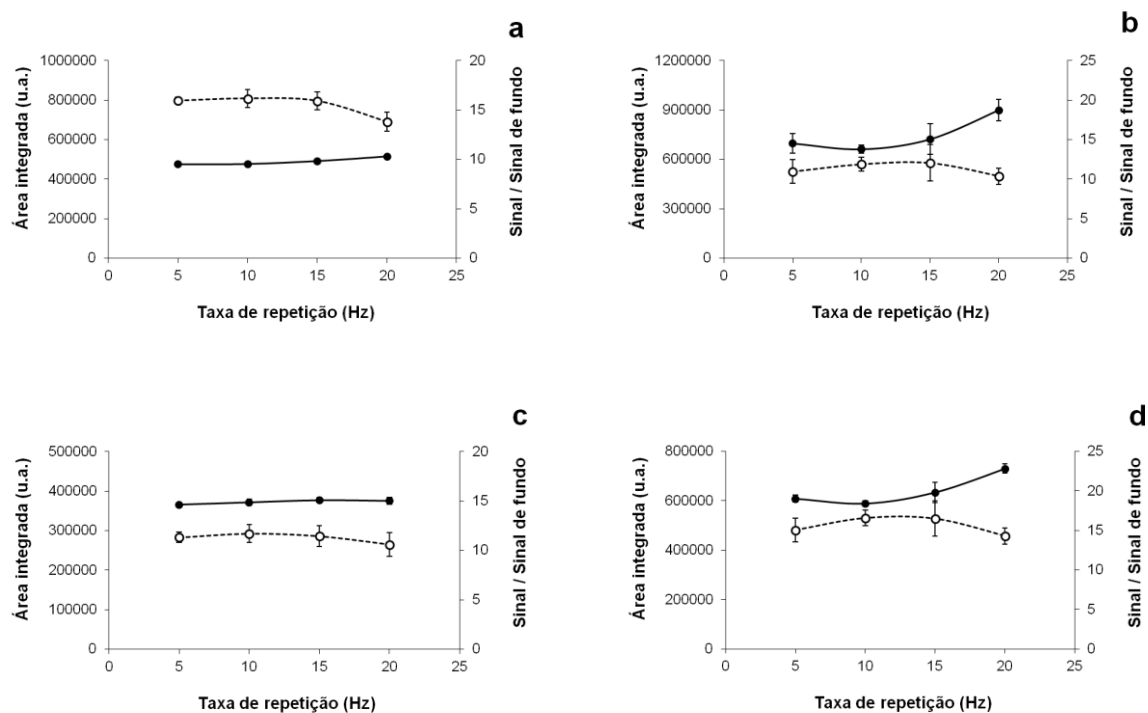 a
1000000
800000
600000
400000
200000
0
20
15
10
5
0
0 5 10 15 20 25
Área integrada (u.a.)
Sinal / Sinal de fundo
Taxa de repetição (Hz)
b
1200000
900000
600000
300000
0
25
20
15
10
5
0
0 5 10 15 20 25
Área integrada (u.a.)
Sinal / Sinal de fundo
Taxa de repetição (Hz)
c
500000
400000
300000
200000
100000
0
20
15
10
5
0
0 5 10 15 20 25
Área integrada (u.a.)
Sinal / Sinal de fundo
Taxa de repetição (Hz)
d
800000
600000
400000
200000
0
25
20
15
10
5
0
0 5 10 15 20 25
Área integrada (u.a.)
Sinal / Sinal de fundo
Taxa de repetição (Hz)